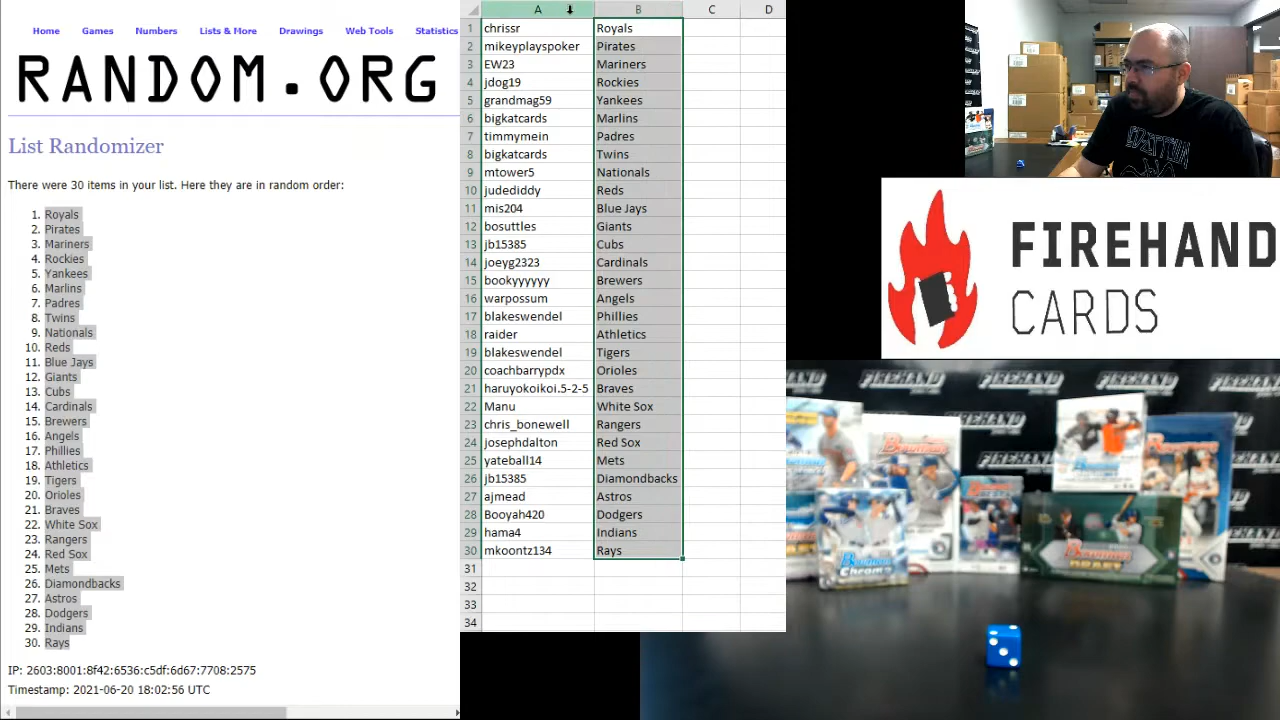 Home Games Numbers Lists & More Drawings Web Tools Statistics
RANDOM.ORG
List Randomizer
There were 30 items in your list. Here they are in random order:
1. Royals
2. Pirates
3. Mariners
4. Rockies
5. Yankees
6. Marlins
7. Padres
8. Twins
9. Nationals
10. Reds
11. Blue Jays
12. Giants
13. Cubs
14. Cardinals
15. Brewers
16. Angels
17. Phillies
18. Athletics
19. Tigers
20. Orioles
21. Braves
22. White Sox
23. Rangers
24. Red Sox
25. Mets
26. Diamondbacks
27. Astros
28. Dodgers
29. Indians
30. Rays
IP: 2603:8001:8f42:6536:c5df:6d67:7708:2575
Timestamp: 2021-06-20 18:02:56 UTC
A B C D
1 chrissr Royals
2 mikeyplayspoker Pirates
3 EW23 Mariners
4 jdog19 Rockies
5 grandmag59 Yankees
6 bigkatcards Marlins
7 timmymein Padres
8 bigkatcards Twins
9 mtower5 Nationals
10 judediddy Reds
11 mis204 Blue Jays
12 bosuttles Giants
13 jb15385 Cubs
14 joeyg2323 Cardinals
15 bookyyyyyy Brewers
16 warpossum Angels
17 blakeswendel Phillies
18 raider Athletics
19 blakeswendel Tigers
20 coachbarrypdx Orioles
21 haruyokoikoi.5-2-5 Braves
22 Manu White Sox
23 chris_bonewell Rangers
24 josephdalton Red Sox
25 yateball14 Mets
26 jb15385 Diamondbacks
27 ajmead Astros
28 Booyah420 Dodgers
29 hama4 Indians
30 mkoontz134 Rays
31
32
33
34
FIREHAND
CARDS
FIREHAND
FIREHAND
FIREHAND
Bowman
Chrome
Bowman
DRAFT